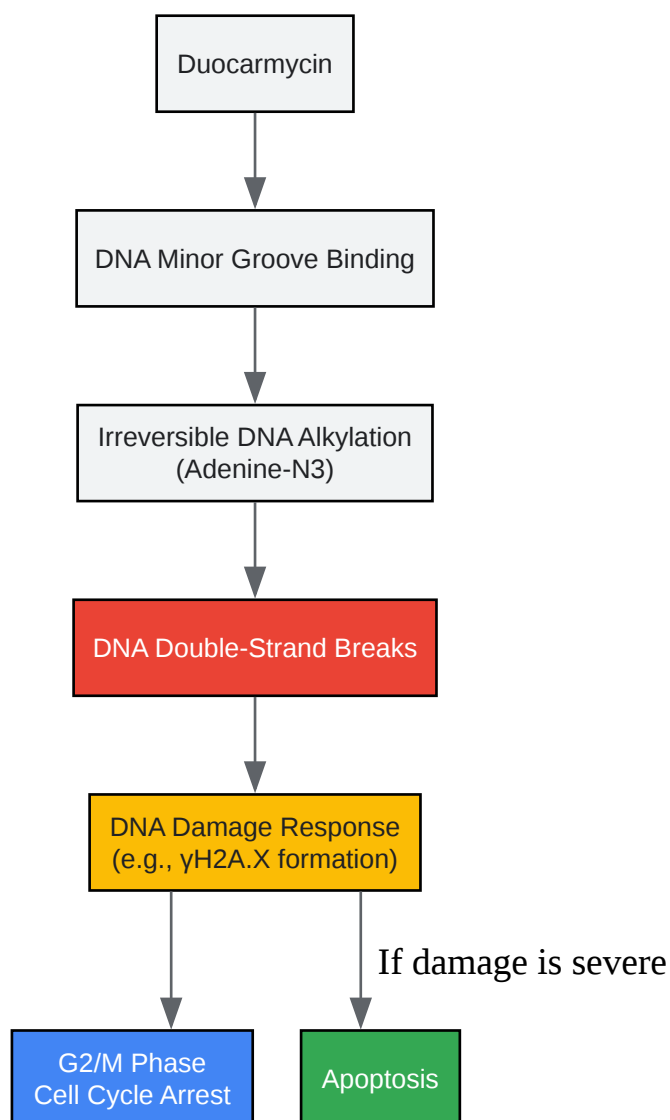 Duocarmycin
DNA Minor Groove Binding
Irreversible DNA Alkylation
(Adenine-N3)
DNA Double-Strand Breaks
DNA Damage Response
(e.g., γH2A.X formation)
If damage is severe
G2/M Phase
Cell Cycle Arrest
Apoptosis